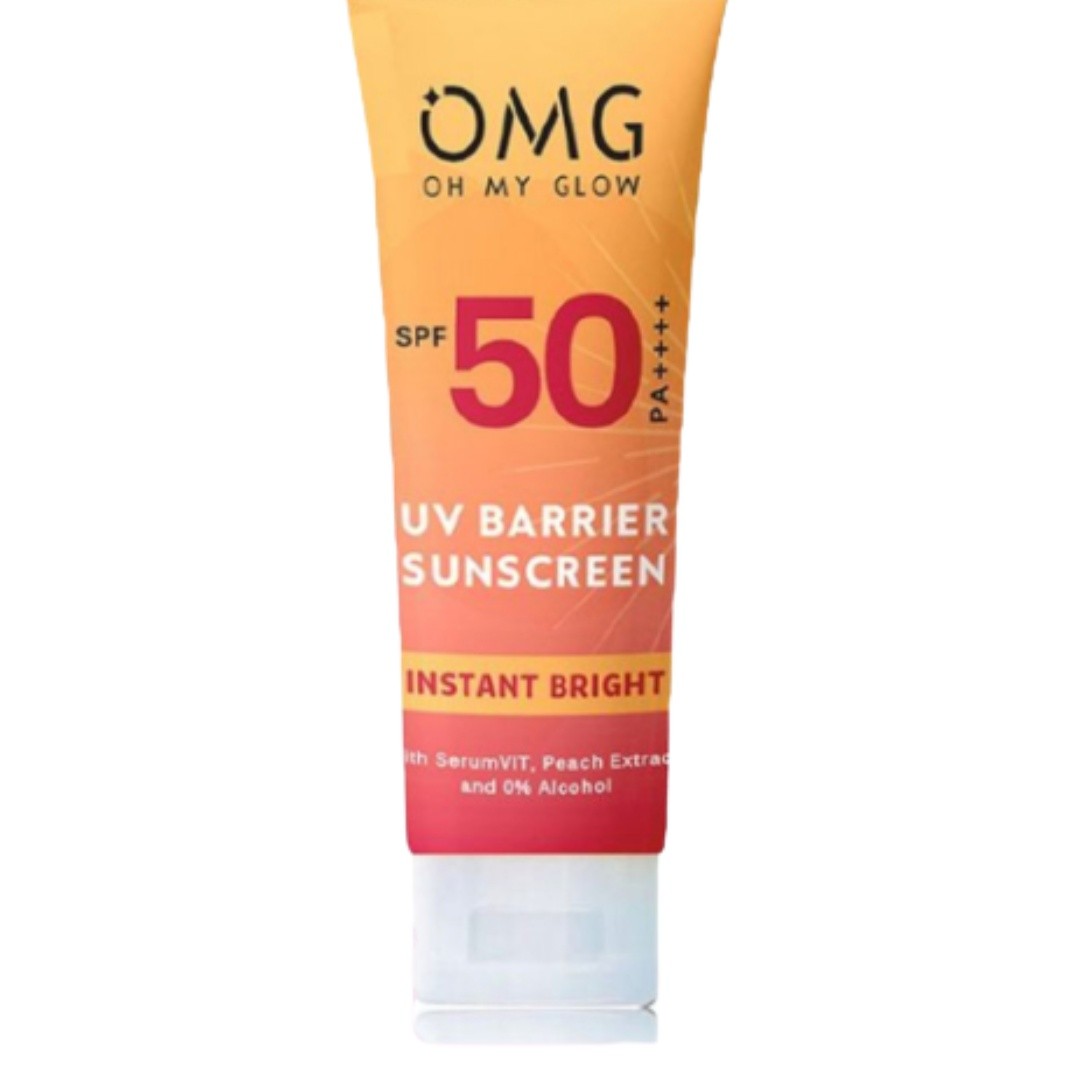 OMG
OH MY GLOW
SPF 50 PA++++
UV BARRIER
SUNSCREEN
INSTANT BRIGHT
SerumVIT, Peach
and 0% Alcohol